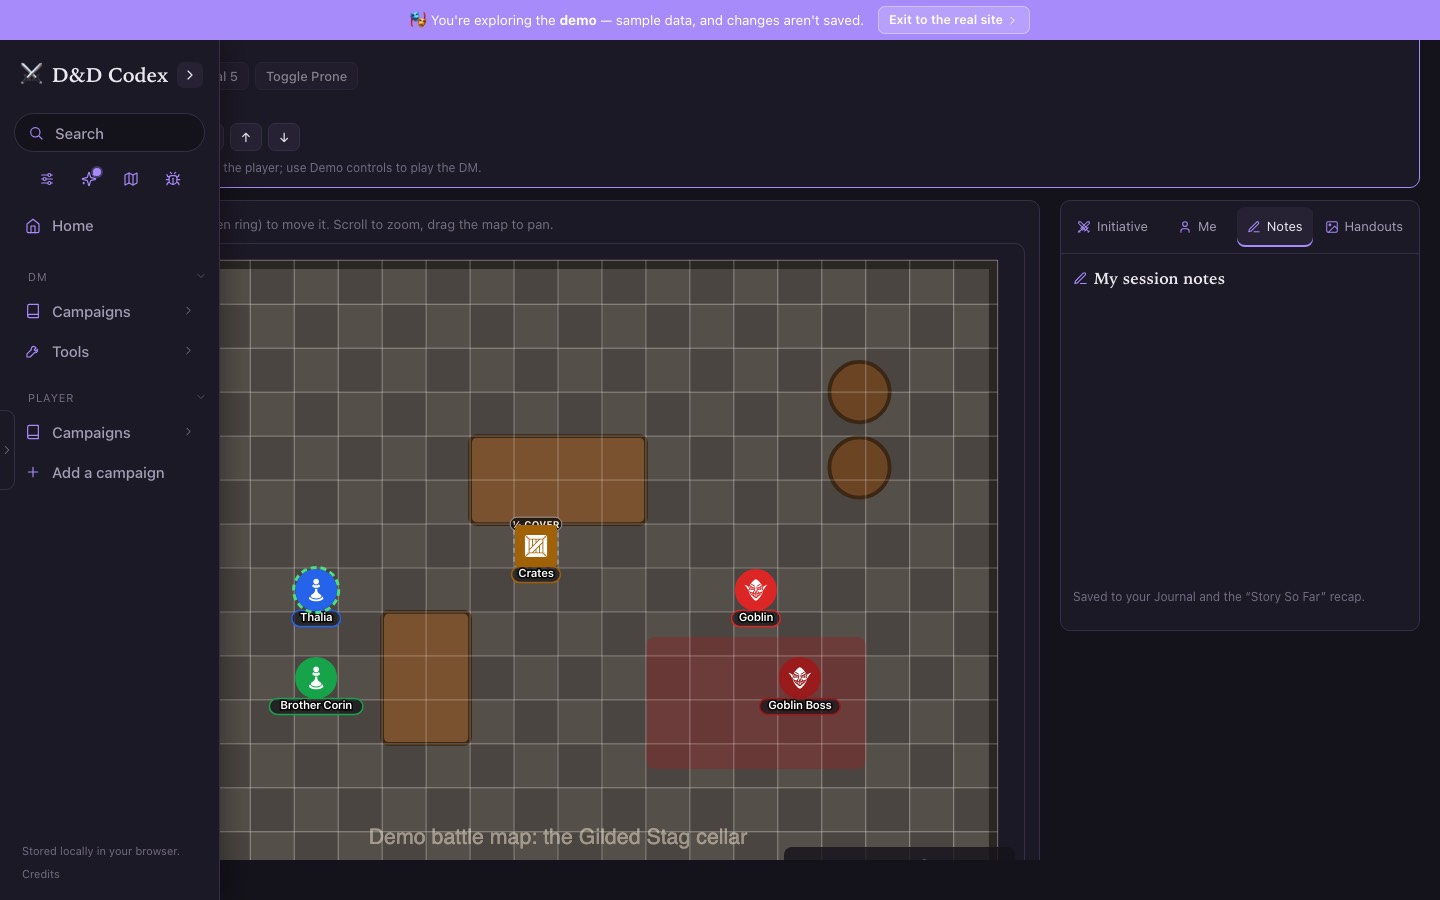 You're exploring the demo — sample data, and changes aren't saved.
Exit to the real site
D&D Codex
Search
Home
DM
Campaigns
Tools
PLAYER
Campaigns
Add a campaign
Stored locally in your browser.
Credits
5
Toggle Prone
the player; use Demo controls to play the DM.
ring) to move it. Scroll to zoom, drag the map to pan.
½ COVER
Crates
Thalia
Brother Corin
Goblin
Goblin Boss
Demo battle map: the Gilded Stag cellar
Initiative
Me
Notes
Handouts
My session notes
Saved to your Journal and the “Story So Far” recap.